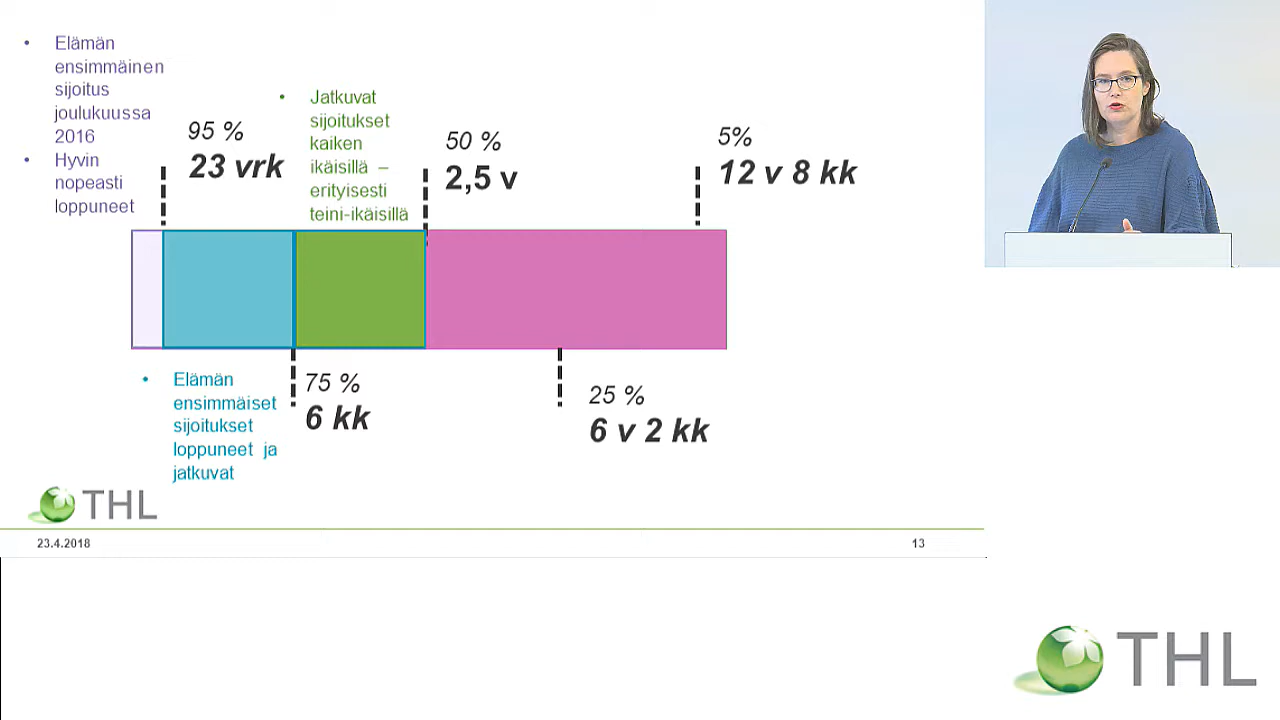 • Elämän
ensimmäinen
sijoitus
joulukuussa
2016
• Hyvin
nopeasti
loppuneet
95 %
23 vrk
• Jatkuvat
sijoitukset
kaiken
ikäisillä –
erityisesti
teini-ikäisillä
50 %
2,5 v
5%
12 v 8 kk
• Elämän
ensimmäiset
sijoitukset
loppuneet ja
jatkuvat
75 %
6 kk
25 %
6 v 2 kk
THL
23.4.2018
13
THL